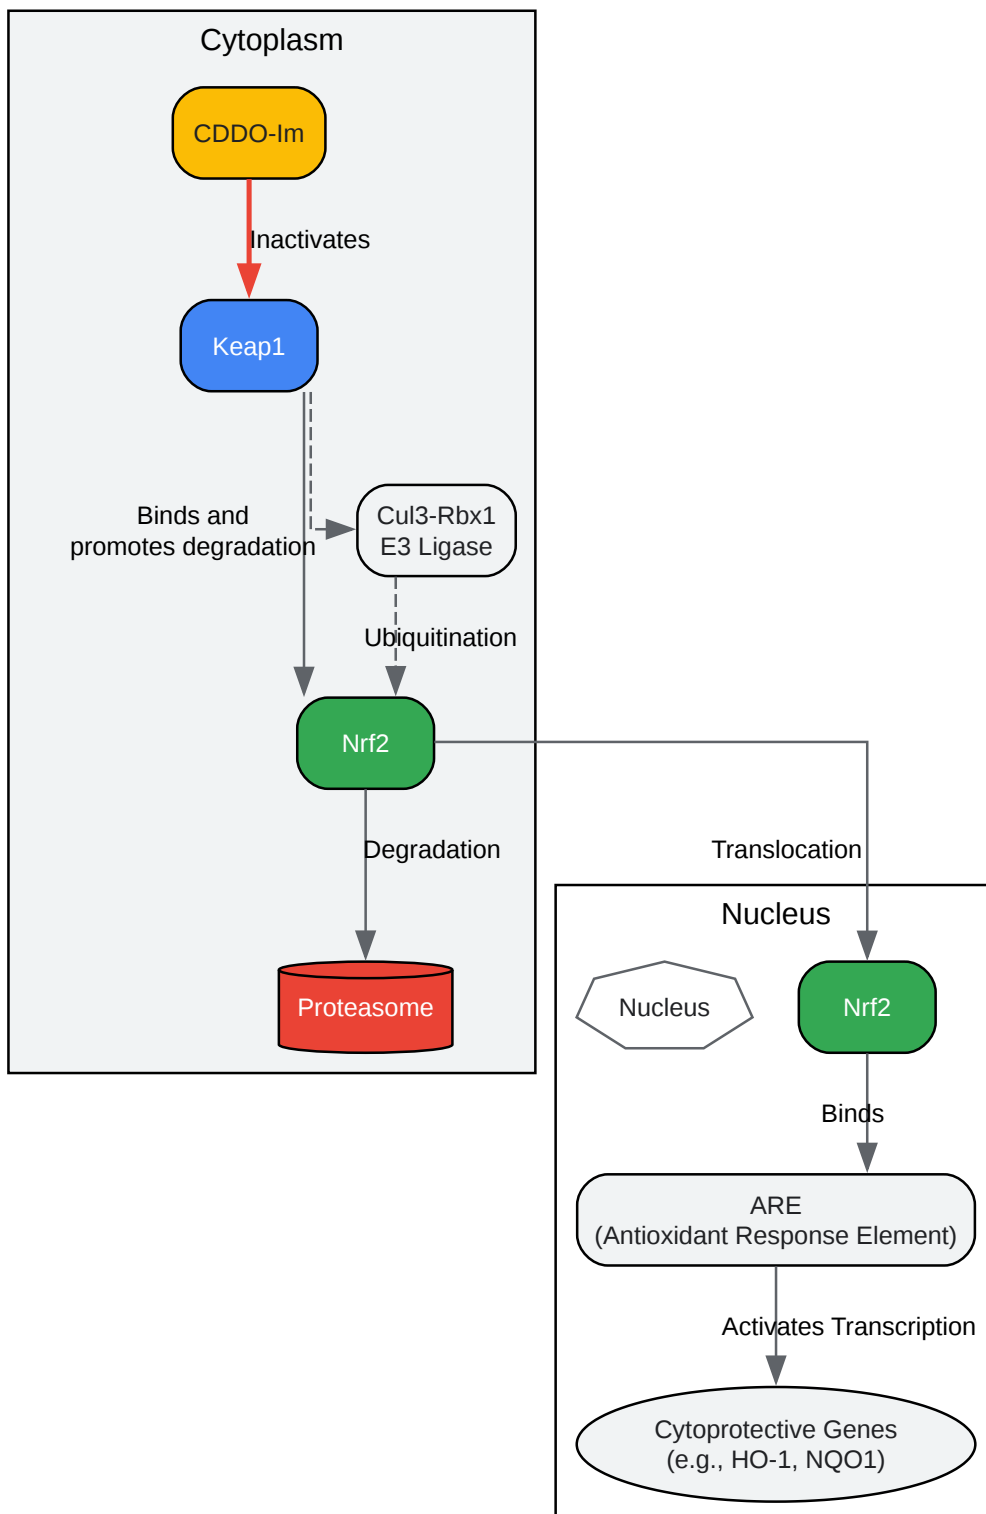 Cytoplasm
CDDO-Im
Inactivates
Keap1
Binds and
promotes degradation
Cul3-Rbx1
E3 Ligase
Ubiquitination
Nrf2
Degradation
Translocation
Proteasome
Nucleus
Nucleus
Nrf2
Binds
ARE
(Antioxidant Response Element)
Activates Transcription
Cytoprotective Genes
(e.g., HO-1, NQO1)